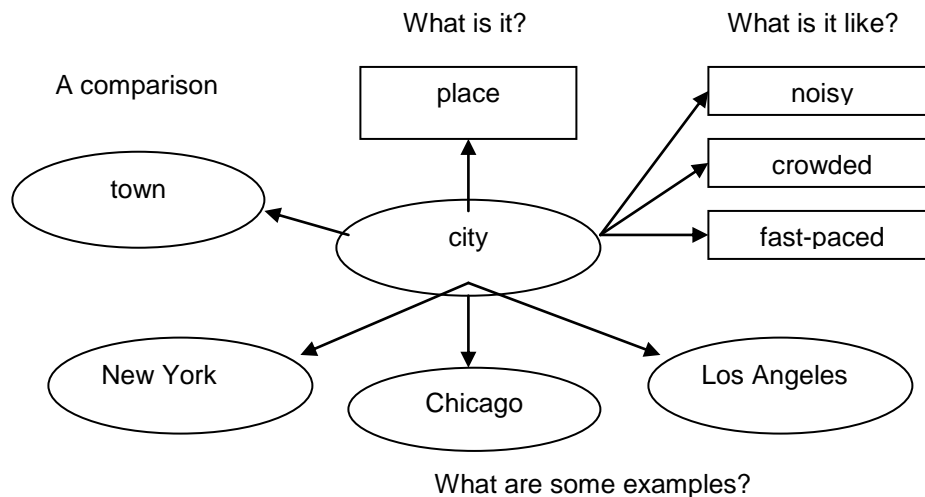 What is it?
What is it like?
A comparison
place
noisy
crowded
town
city
fast-paced
New York
Chicago
Los Angeles
What are some examples?